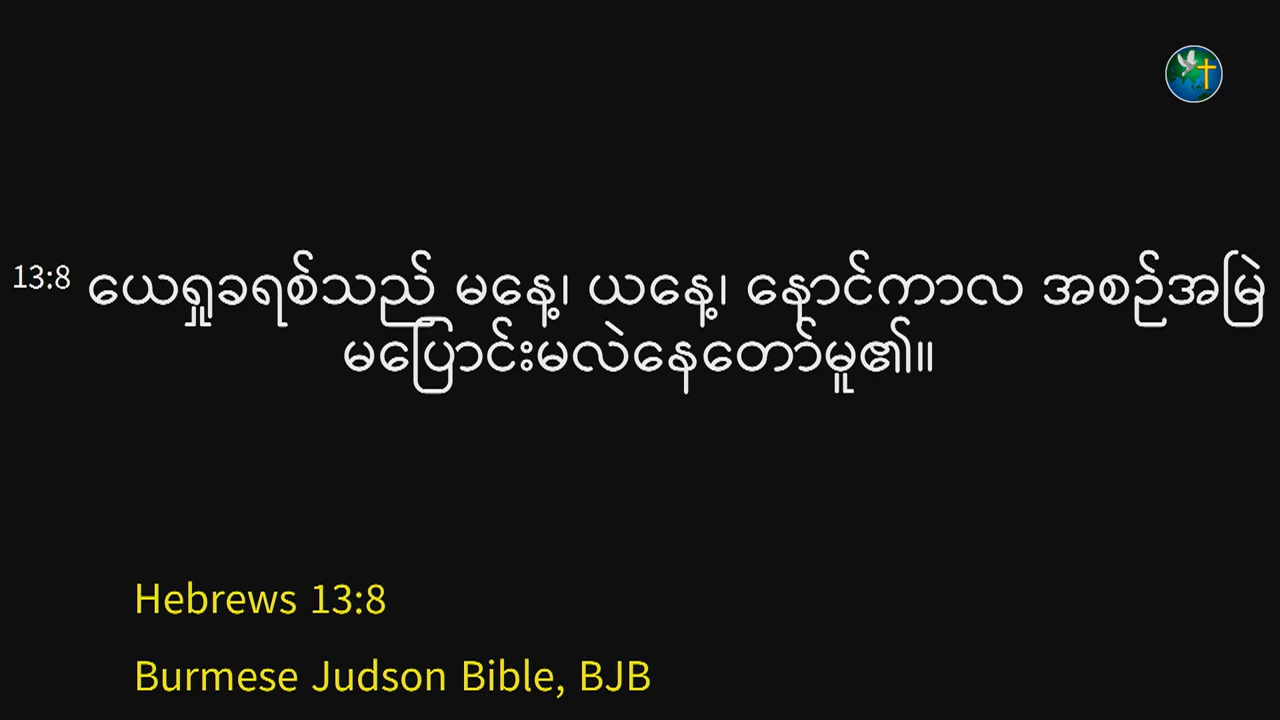 13:8 ယေရှုခရစ်သည် မနေ့၊ ယနေ့၊ နောင်ကာလ အစဉ်အမြဲ
မပြောင်းမလဲနေတော်မူ၏။
Hebrews 13:8
Burmese Judson Bible, BJB